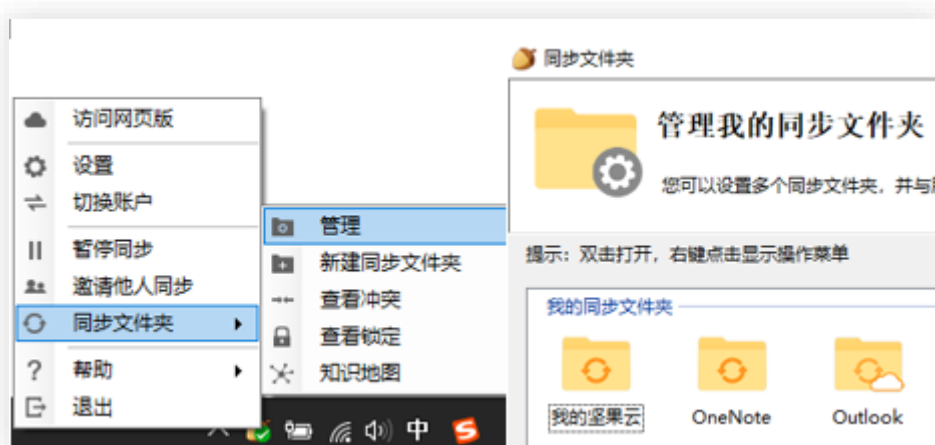 访问网页版
设置
切换账户
暂停同步
邀请他人同步
同步文件夹
帮助
退出
管理
新建同步文件夹
查看冲突
查看锁定
知识地图
中
同步文件夹
管理我的同步文件夹
您可以设置多个同步文件夹，并与
提示：双击打开，右键点击显示操作菜单
我的同步文件夹
我的坚果云
OneNote
Outlook